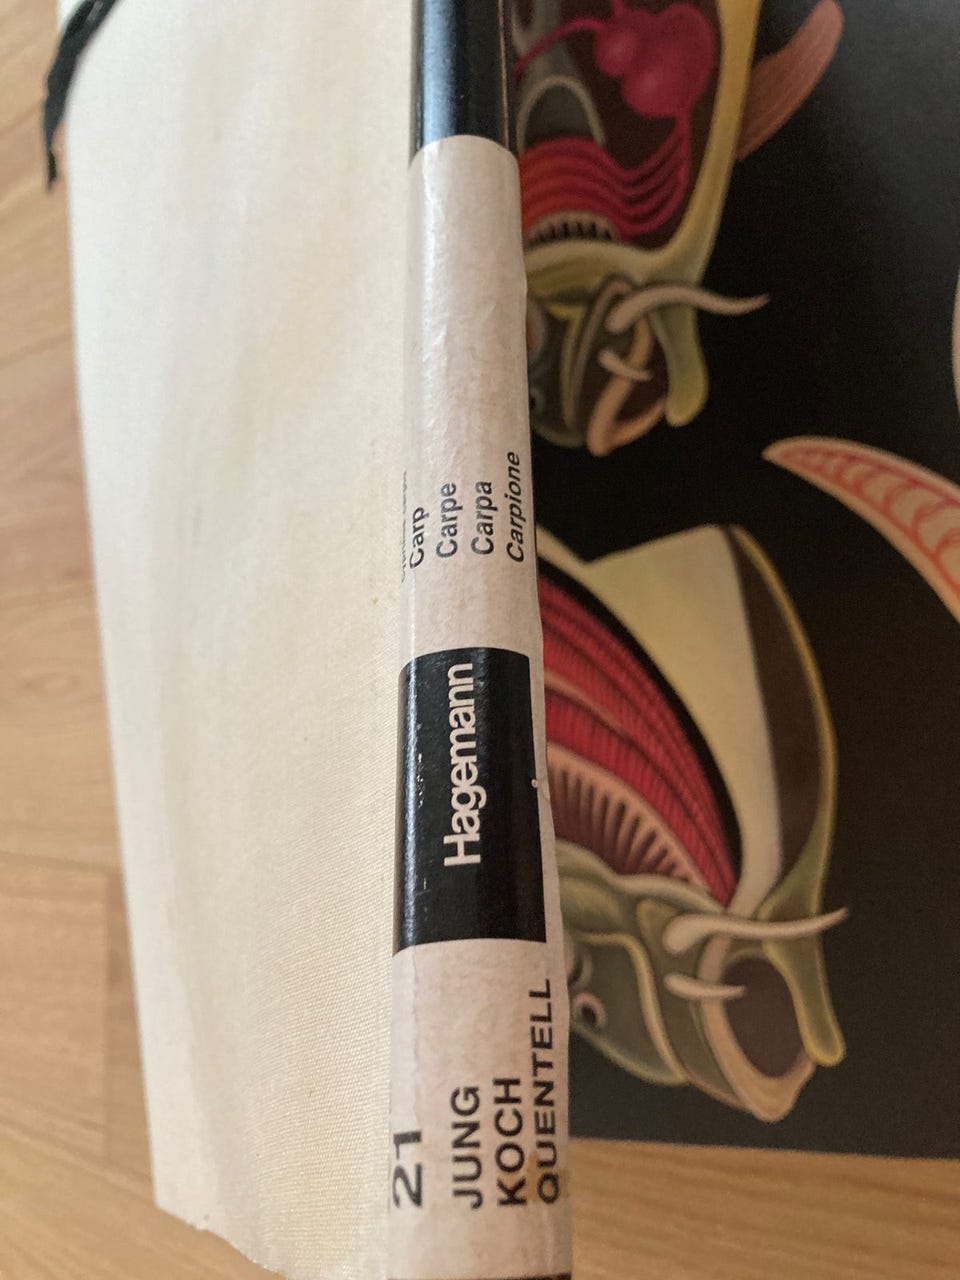 Carp
Carpe
Carpa
Carpione
Hagemann
21
JUNG
KOCH
QUENTELL